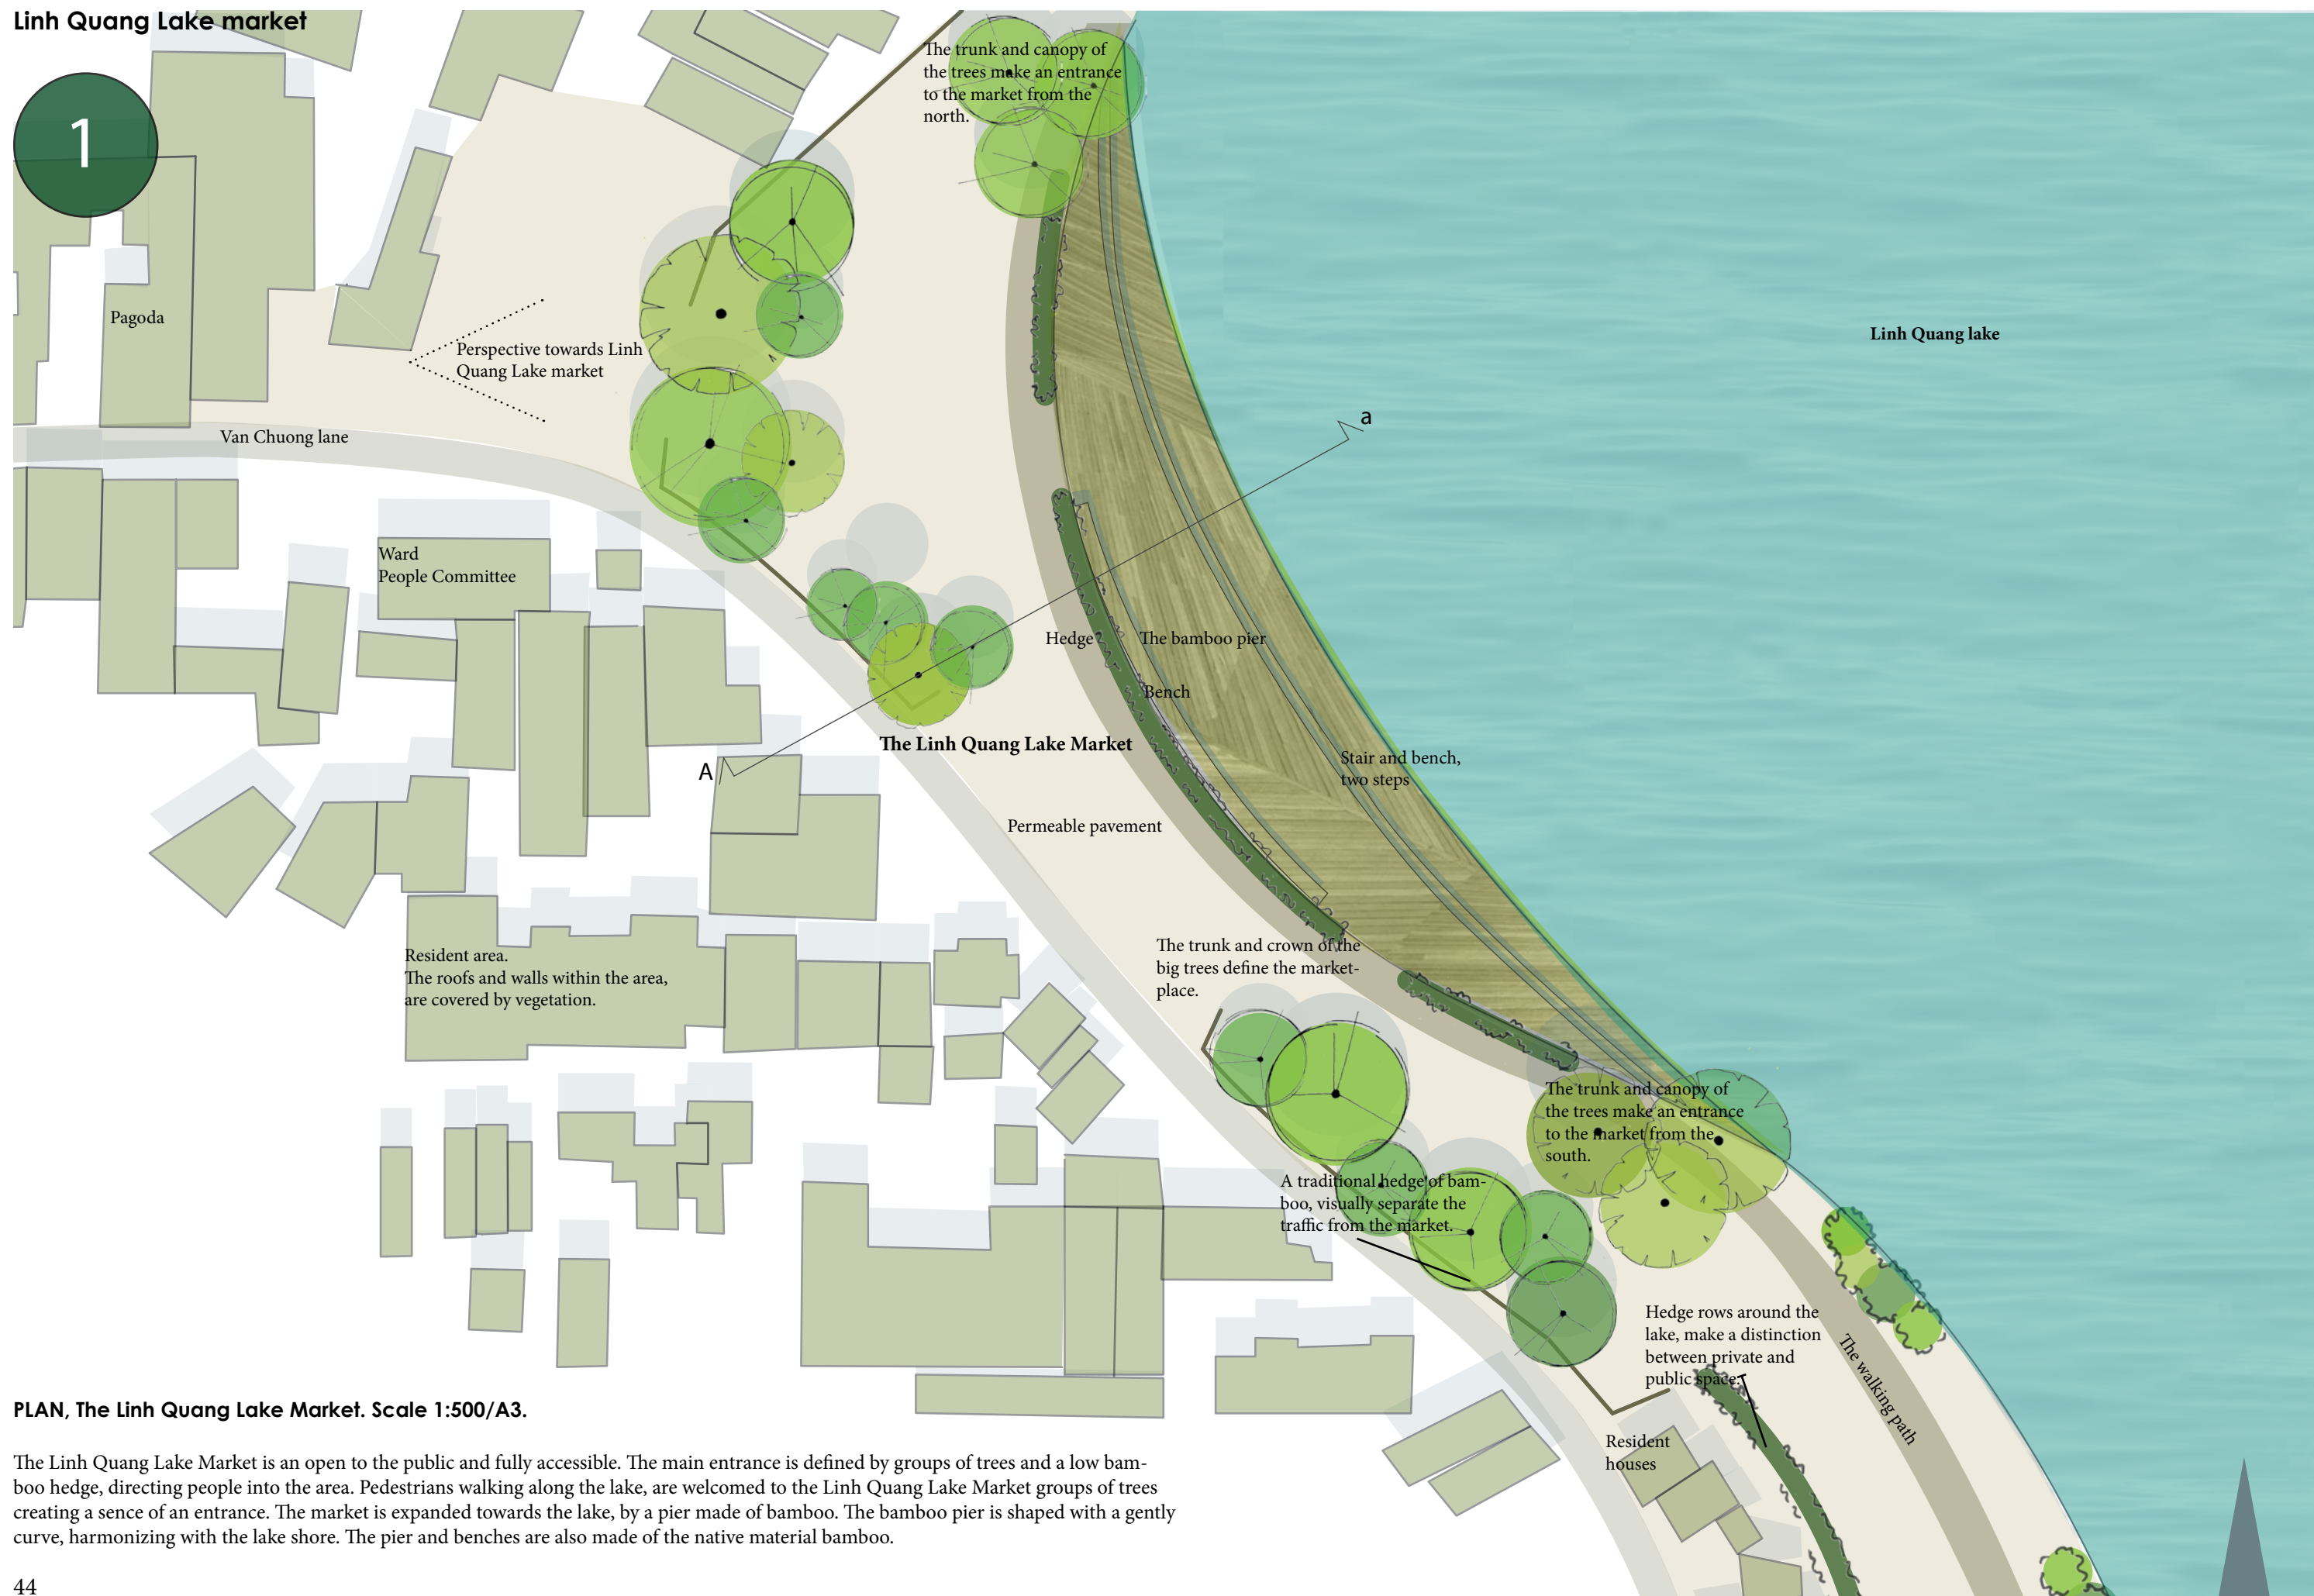 Linh Quang Lake market
1
The trunk and canopy of
the trees make an entrance
to the market from the
north.
Pagoda
Perspective towards Linh
Quang Lake market
Linh Quang lake
Van Chuong lane
a
Ward
People Committee
Hedge
The bamboo pier
Bench
The Linh Quang Lake Market
A
Stair and bench,
two steps
Permeable pavement
Resident area.
The roofs and walls within the area,
are covered by vegetation.
The trunk and crown of the
big trees define the market-
place.
The trunk and canopy of
the trees make an entrance
to the market from the
south.
A traditional hedge of bam-
boo, visually separate the
traffic from the market.
Hedge rows around the
lake, make a distinction
between private and
public space.
The walking path
Resident
houses
PLAN, The Linh Quang Lake Market. Scale 1:500/A3.
The Linh Quang Lake Market is an open to the public and fully accessible. The main entrance is defined by groups of trees and a low bam-
boo hedge, directing people into the area. Pedestrians walking along the lake, are welcomed to the Linh Quang Lake Market groups of trees
creating a sence of an entrance. The market is expanded towards the lake, by a pier made of bamboo. The bamboo pier is shaped with a gently
curve, harmonizing with the lake shore. The pier and benches are also made of the native material bamboo.
44